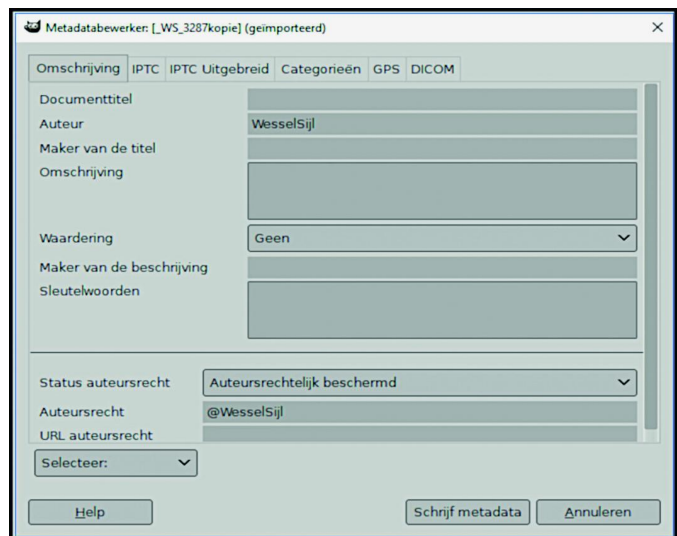 Metadatabewerker: [_WS_3287kopie] (geïmporteerd)
Omschrijving IPTC IPTC Uitgebreid Categorieën GPS DICOM
Documenttitel
Auteur WesselSijl
Maker van de titel
Omschrijving
Waardering Geen
Maker van de beschrijving
Sleutelwoorden
Status auteursrecht Auteursrechtelijk beschermd
Auteursrecht @WesselSijl
URL auteursrecht
Selecteer:
Help Schrijf metadata Annuleren